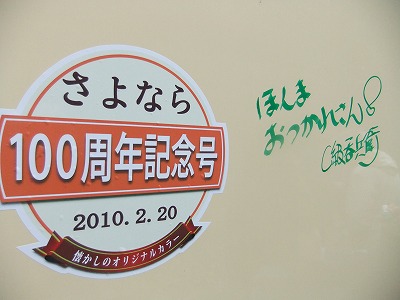 さよなら
100周年記念号
2010. 2. 20
懐かしのオリジナルカラー
ほんま
おつかれさん